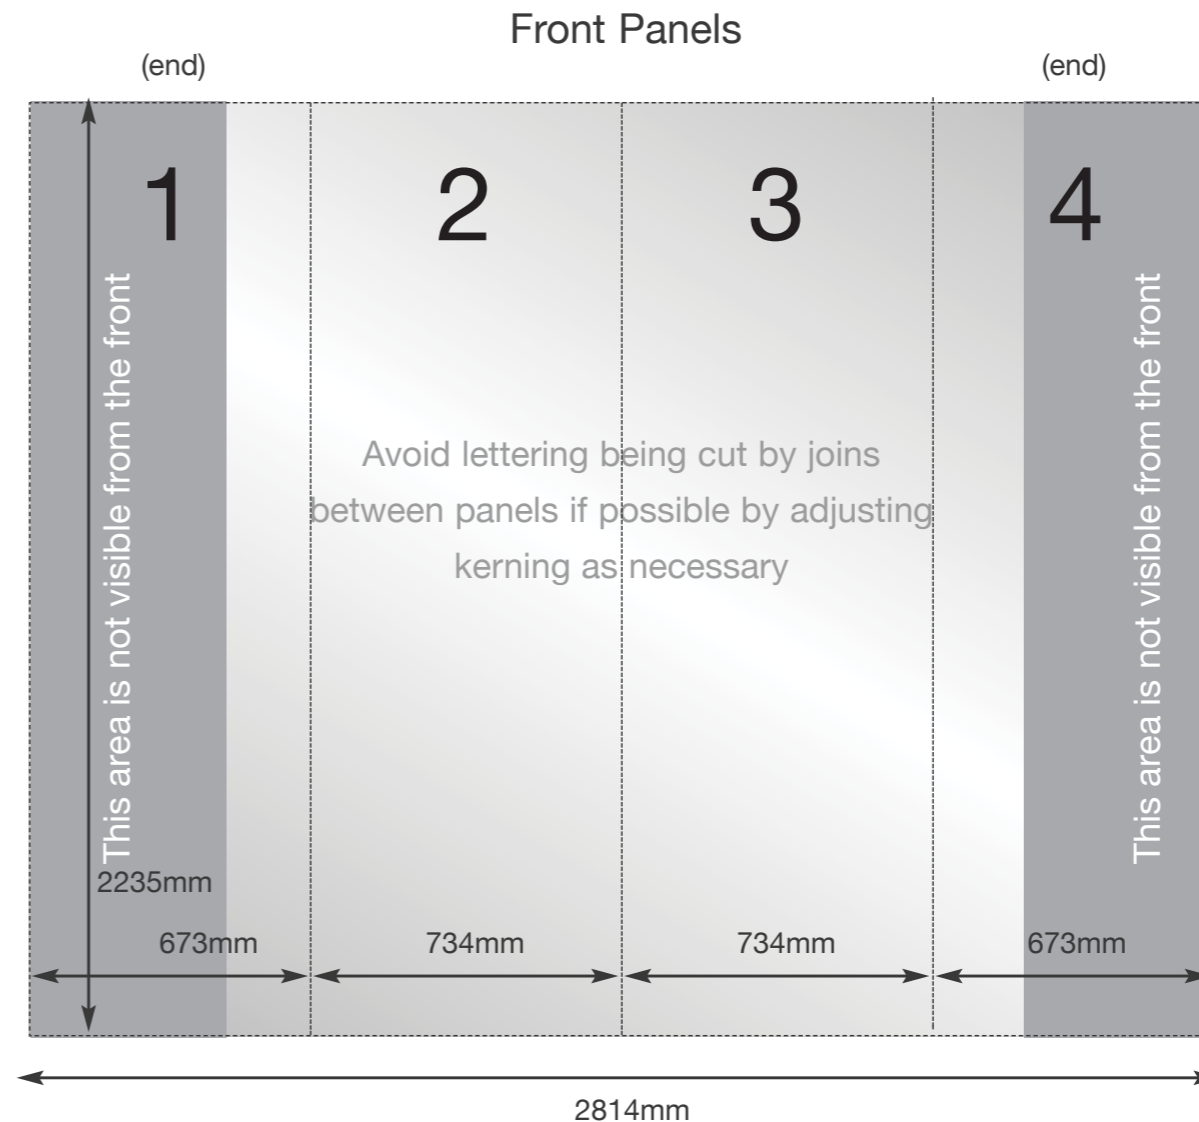 Front Panels
(end)
(end)
1
2
3
4
This area is not visible from the front
This area is not visible from the front
Avoid lettering being cut by joins
between panels if possible by adjusting
kerning as necessary
2235mm
673mm
734mm
734mm
673mm
2814mm